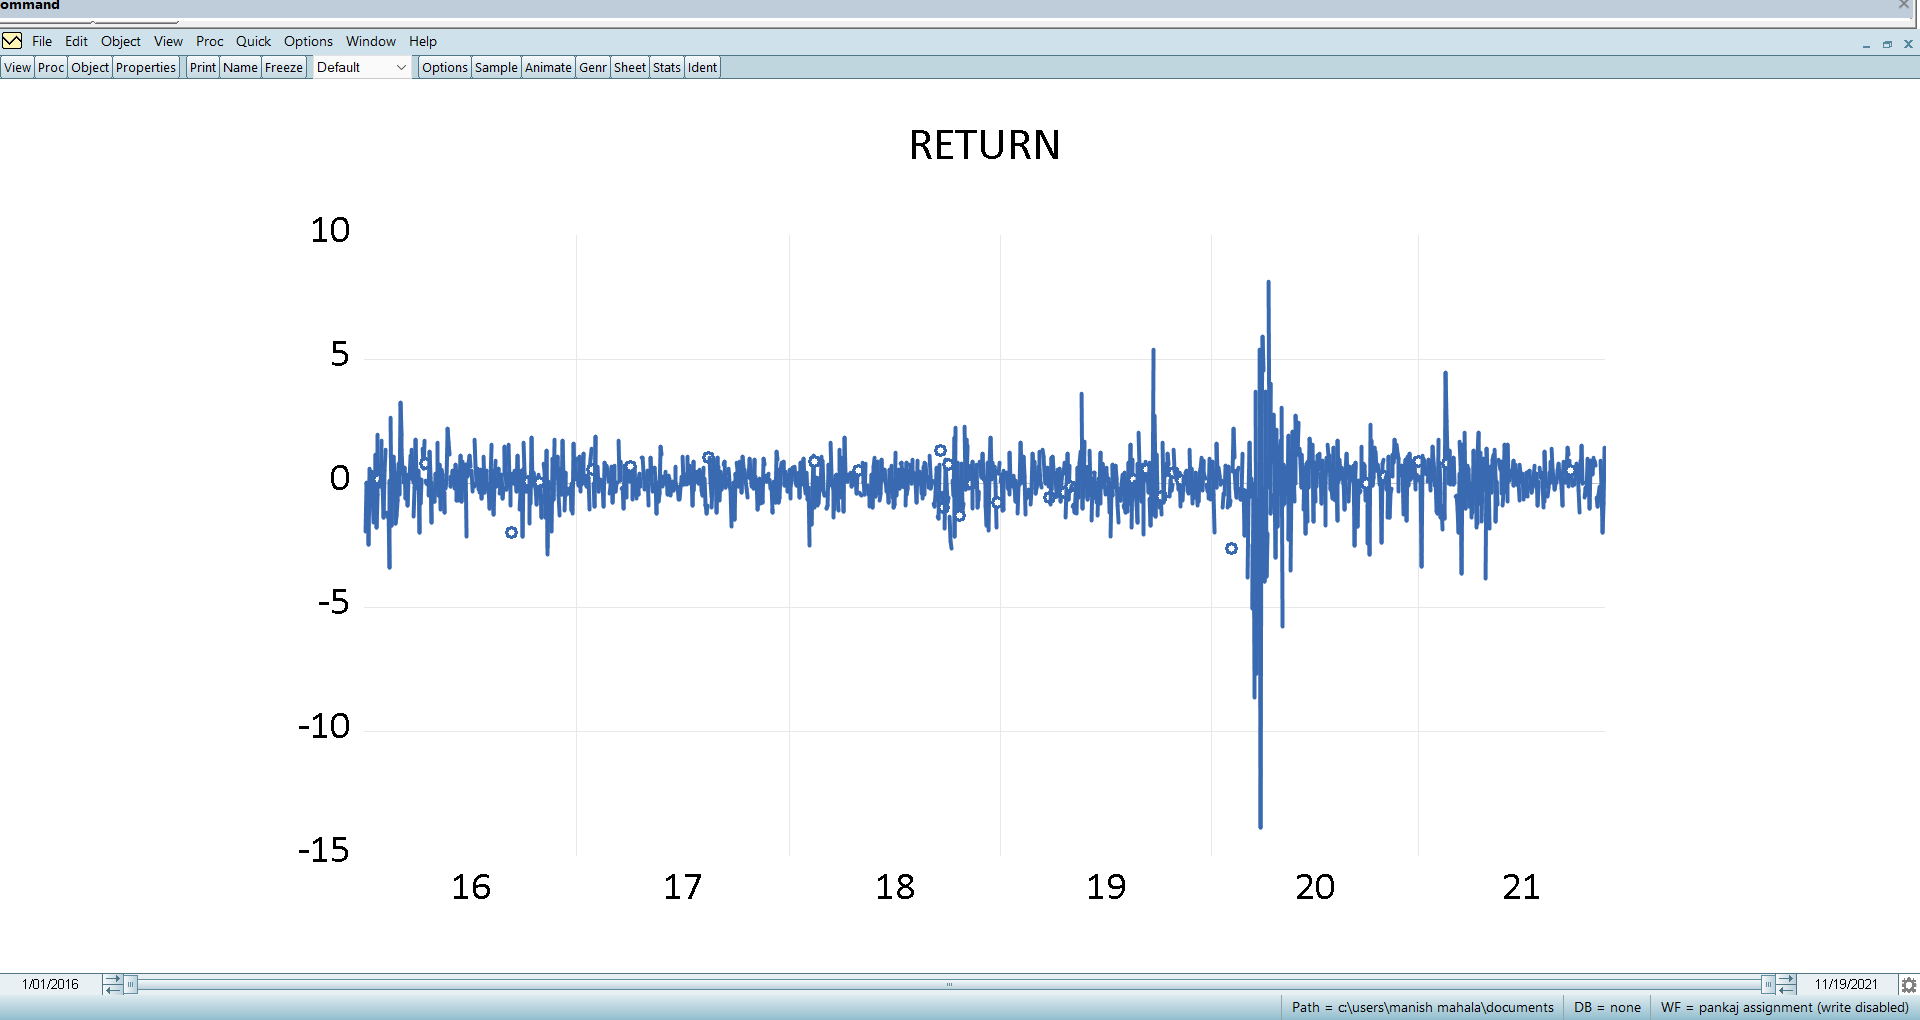 ommand
File Edit Object View Proc Quick Options Window Help
View Proc Object Properties Print Name Freeze Default Options Sample Animate Genr Sheet Stats Ident
RETURN
10
5
0
-5
-10
-15
16 17 18 19 20 21
1/01/2016 11/19/2021
Path = c:\users\manish mahala\documents DB = none WF = pankaj assignment (write disabled)